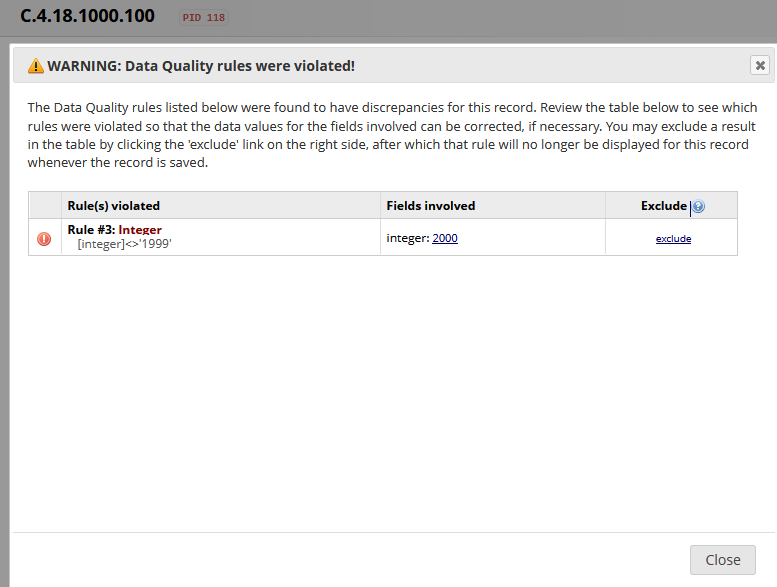 C.4.18.1000.100 PID 118
WARNING: Data Quality rules were violated!
The Data Quality rules listed below were found to have discrepancies for this record. Review the table below to see which
rules were violated so that the data values for the fields involved can be corrected, if necessary. You may exclude a result
in the table by clicking the 'exclude' link on the right side, after which that rule will no longer be displayed for this record
whenever the record is saved.
Rule(s) violated Fields involved Exclude
Rule #3: Integer
[integer]<>'1999'
integer: 2000
exclude
Close